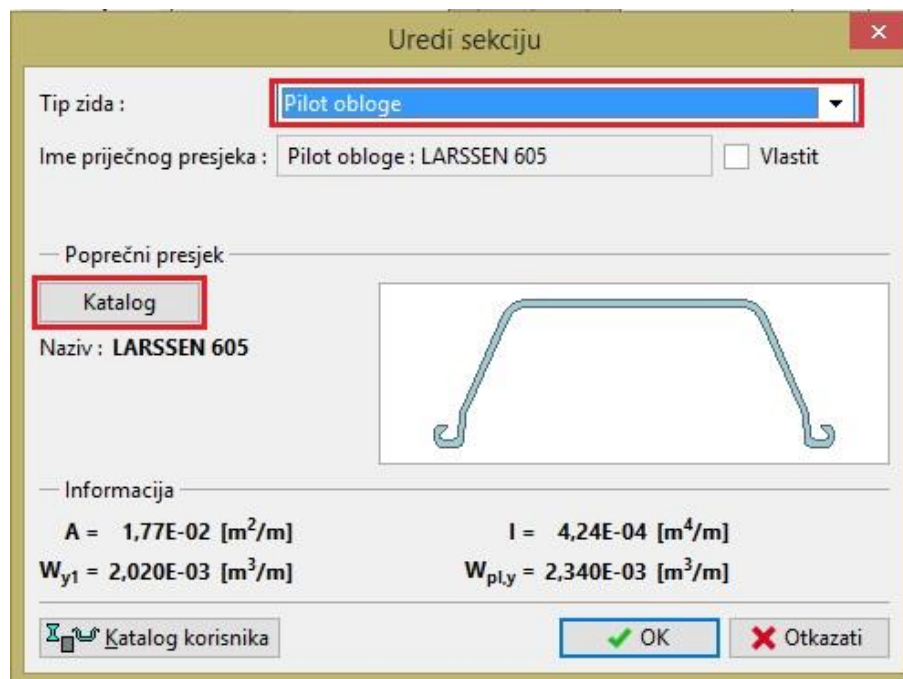 Uredi sekciju
Tip zida : Pilot obloge
Ime priječnog presjeka : Pilot obloge : LARSSEN 605 Vlastit
Poprečni presjek
Katalog
Naziv : LARSSEN 605
Informacija
A = 1,77E-02 [m²/m] I = 4,24E-04 [m⁴/m]
Wy1 = 2,020E-03 [m³/m] Wpl,y = 2,340E-03 [m³/m]
Katalog korisnika OK Otkazati